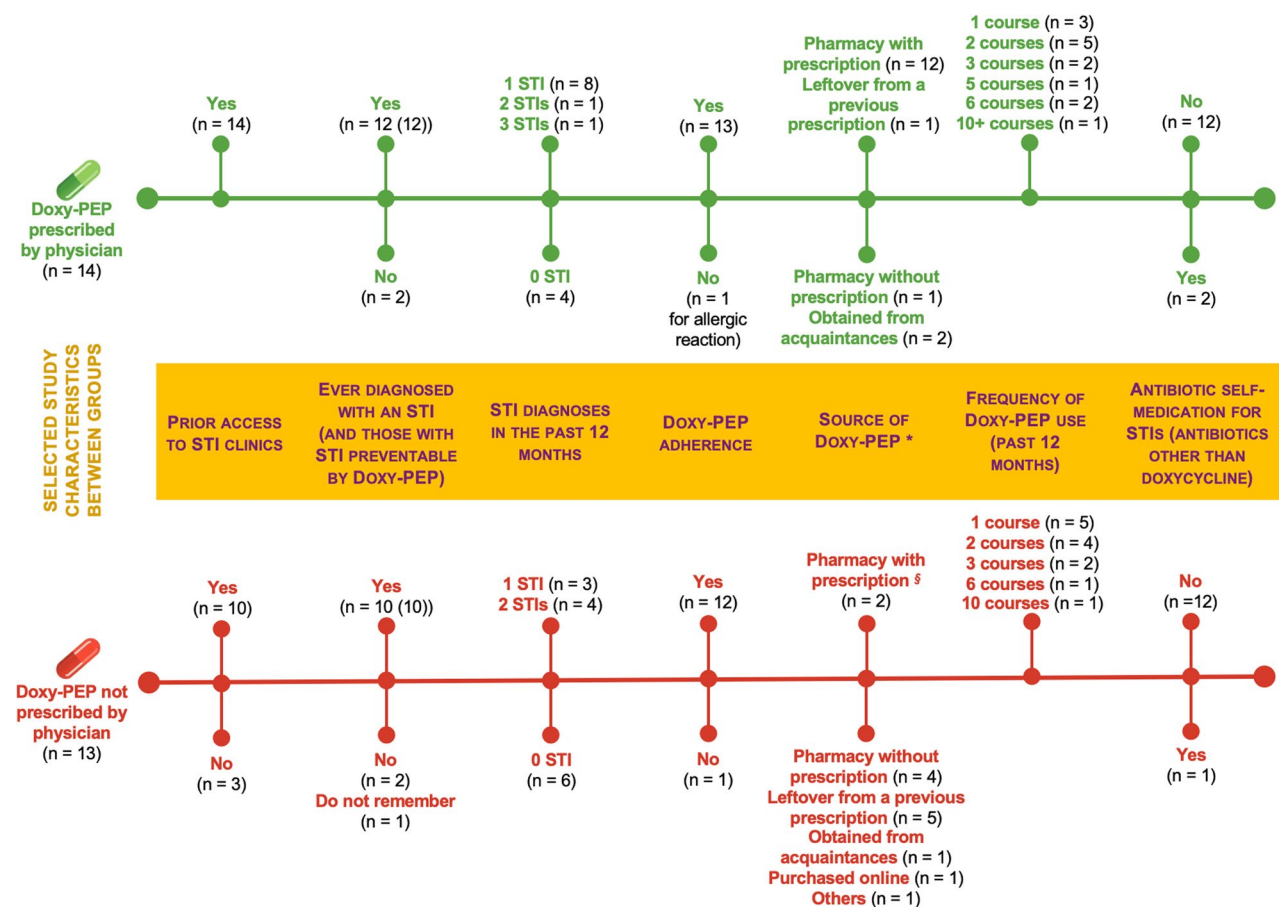 Doxy-PEP
prescribed
by physician
(n = 14)
Yes
(n = 14)
Yes
(n = 12 (12))
No
(n = 2)
1 STI (n = 8)
2 STIs (n = 1)
3 STIs (n = 1)
0 STI
(n = 4)
Yes
(n = 13)
No
(n = 1
for allergic
reaction)
Pharmacy with
prescription (n = 12)
Leftover from a
previous
prescription (n = 1)
Pharmacy without
prescription (n = 1)
Obtained from
acquaintances (n = 2)
1 course (n = 3)
2 courses (n = 5)
3 courses (n = 2)
5 courses (n = 1)
6 courses (n = 2)
10+ courses (n = 1)
No
(n = 12)
Yes
(n = 2)
SELECTED STUDY
CHARACTERISTICS
BETWEEN GROUPS
PRIOR ACCESS
TO STI CLINICS
EVER DIAGNOSED
WITH AN STI
(AND THOSE WITH
STI PREVENTABLE
BY DOXY-PEP)
STI DIAGNOSES
IN THE PAST 12
MONTHS
DOXY-PEP
ADHERENCE
SOURCE OF
DOXY-PEP *
FREQUENCY OF
DOXY-PEP USE
(PAST 12
MONTHS)
ANTIBIOTIC SELF-
MEDICATION FOR
STIS (ANTIBIOTICS
OTHER THAN
DOXYCYCLINE)
Doxy-PEP not
prescribed by
physician
(n = 13)
Yes
(n = 10)
No
(n = 3)
Yes
(n = 10 (10))
No
(n = 2)
Do not remember
(n = 1)
1 STI (n = 3)
2 STIs (n = 4)
0 STI
(n = 6)
Yes
(n = 12)
No
(n = 1)
Pharmacy with
prescription §
(n = 2)
Pharmacy without
prescription (n = 4)
Leftover from a previous
prescription (n = 5)
Obtained from
acquaintances (n = 1)
Purchased online (n = 1)
Others (n = 1)
1 course (n = 5)
2 courses (n = 4)
3 courses (n = 2)
6 courses (n = 1)
10 courses (n = 1)
No
(n =12)
Yes
(n = 1)